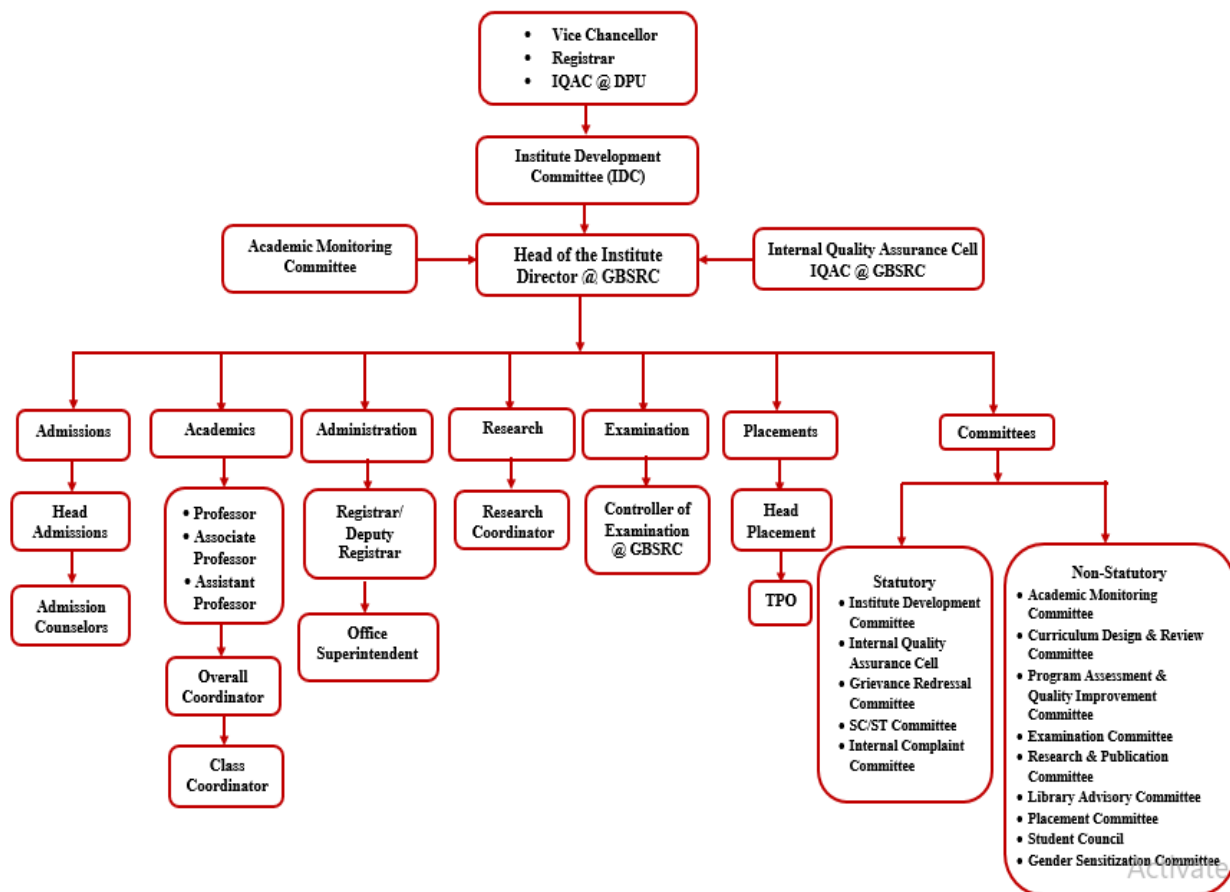 • Vice Chancellor
• Registrar
• IQAC @ DPU
Institute Development
Committee (IDC)
Academic Monitoring
Committee
Head of the Institute
Director @ GBSRC
Internal Quality Assurance Cell
IQAC @ GBSRC
Admissions
Academics
Administration
Research
Examination
Placements
Committees
Head
Admissions
Admission
Counselors
• Professor
• Associate
Professor
• Assistant
Professor
Overall
Coordinator
Class
Coordinator
Registrar/
Deputy
Registrar
Office
Superintendent
Research
Coordinator
Controller of
Examination
@ GBSRC
Head
Placement
TPO
Statutory
• Institute Development
Committee
• Internal Quality
Assurance Cell
• Grievance Redressal
Committee
• SC/ST Committee
• Internal Complaint
Committee
Non-Statutory
• Academic Monitoring
Committee
• Curriculum Design & Review
Committee
• Program Assessment &
Quality Improvement
Committee
• Examination Committee
• Research & Publication
Committee
• Library Advisory Committee
• Placement Committee
• Student Council
• Gender Sensitization Committee
Activate